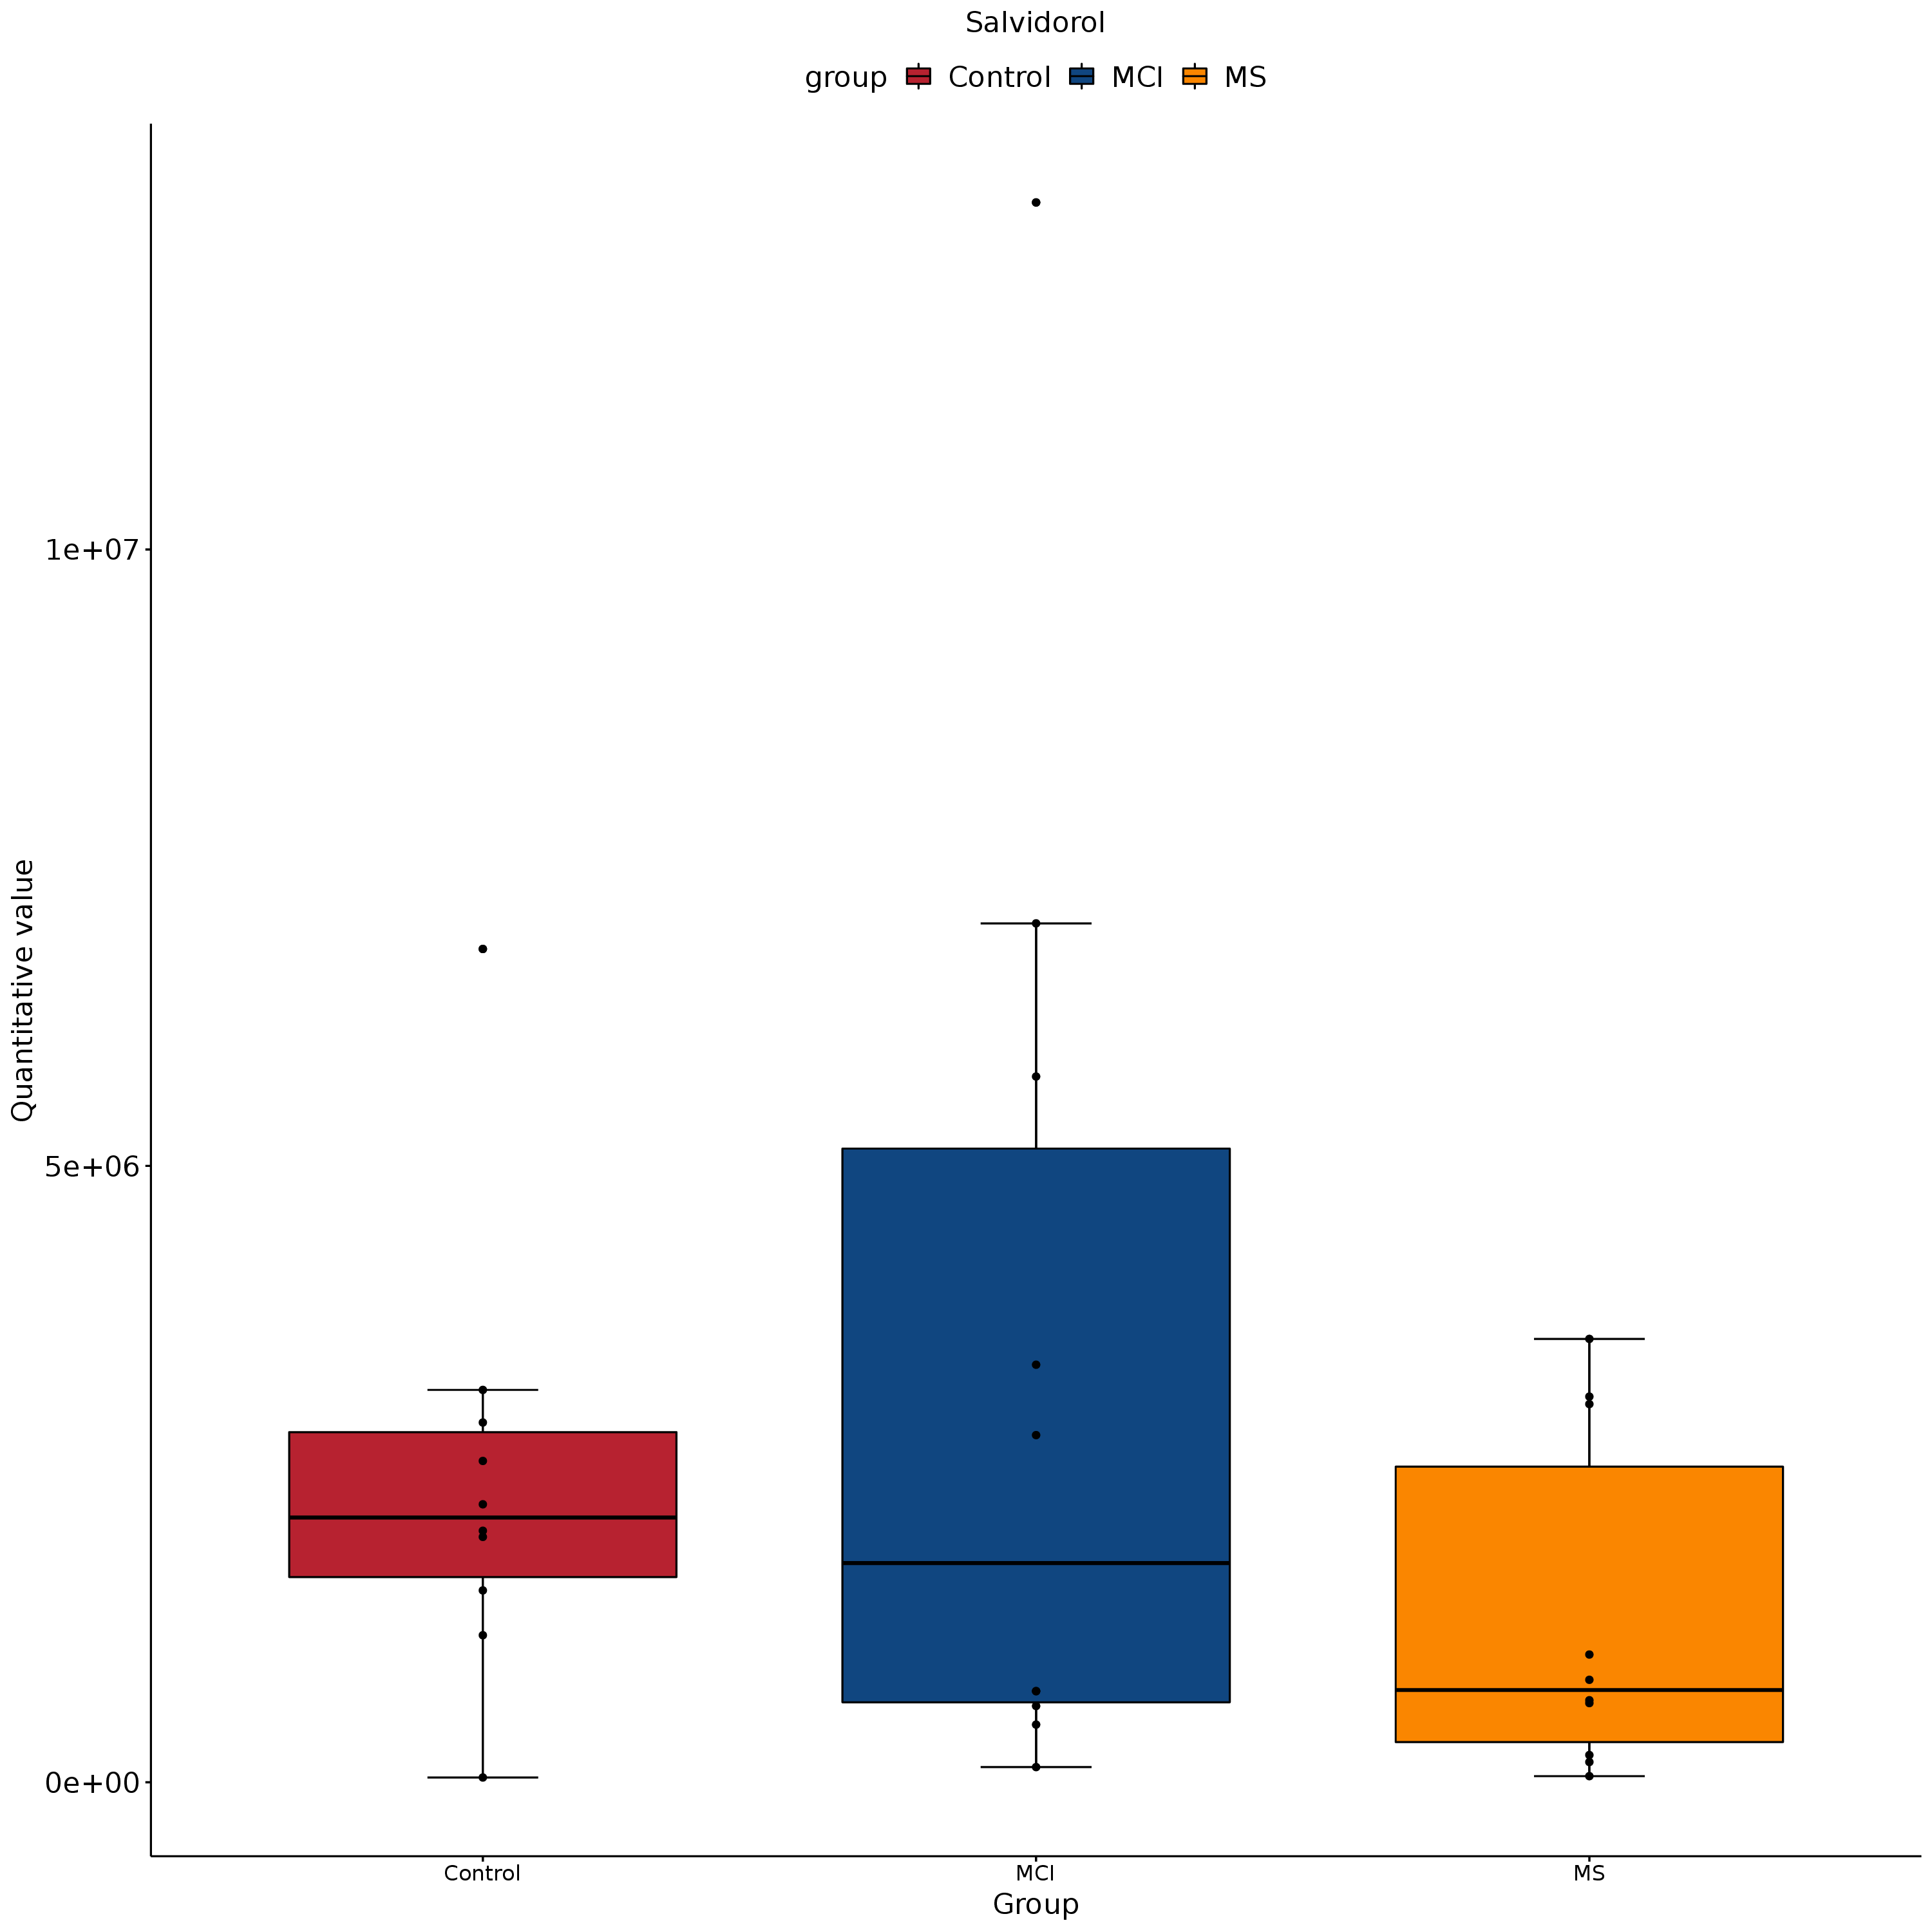 Salvidorol
group Control MCI MS
Quantitative value
1e+07
5e+06
0e+00
Control MCI MS
Group